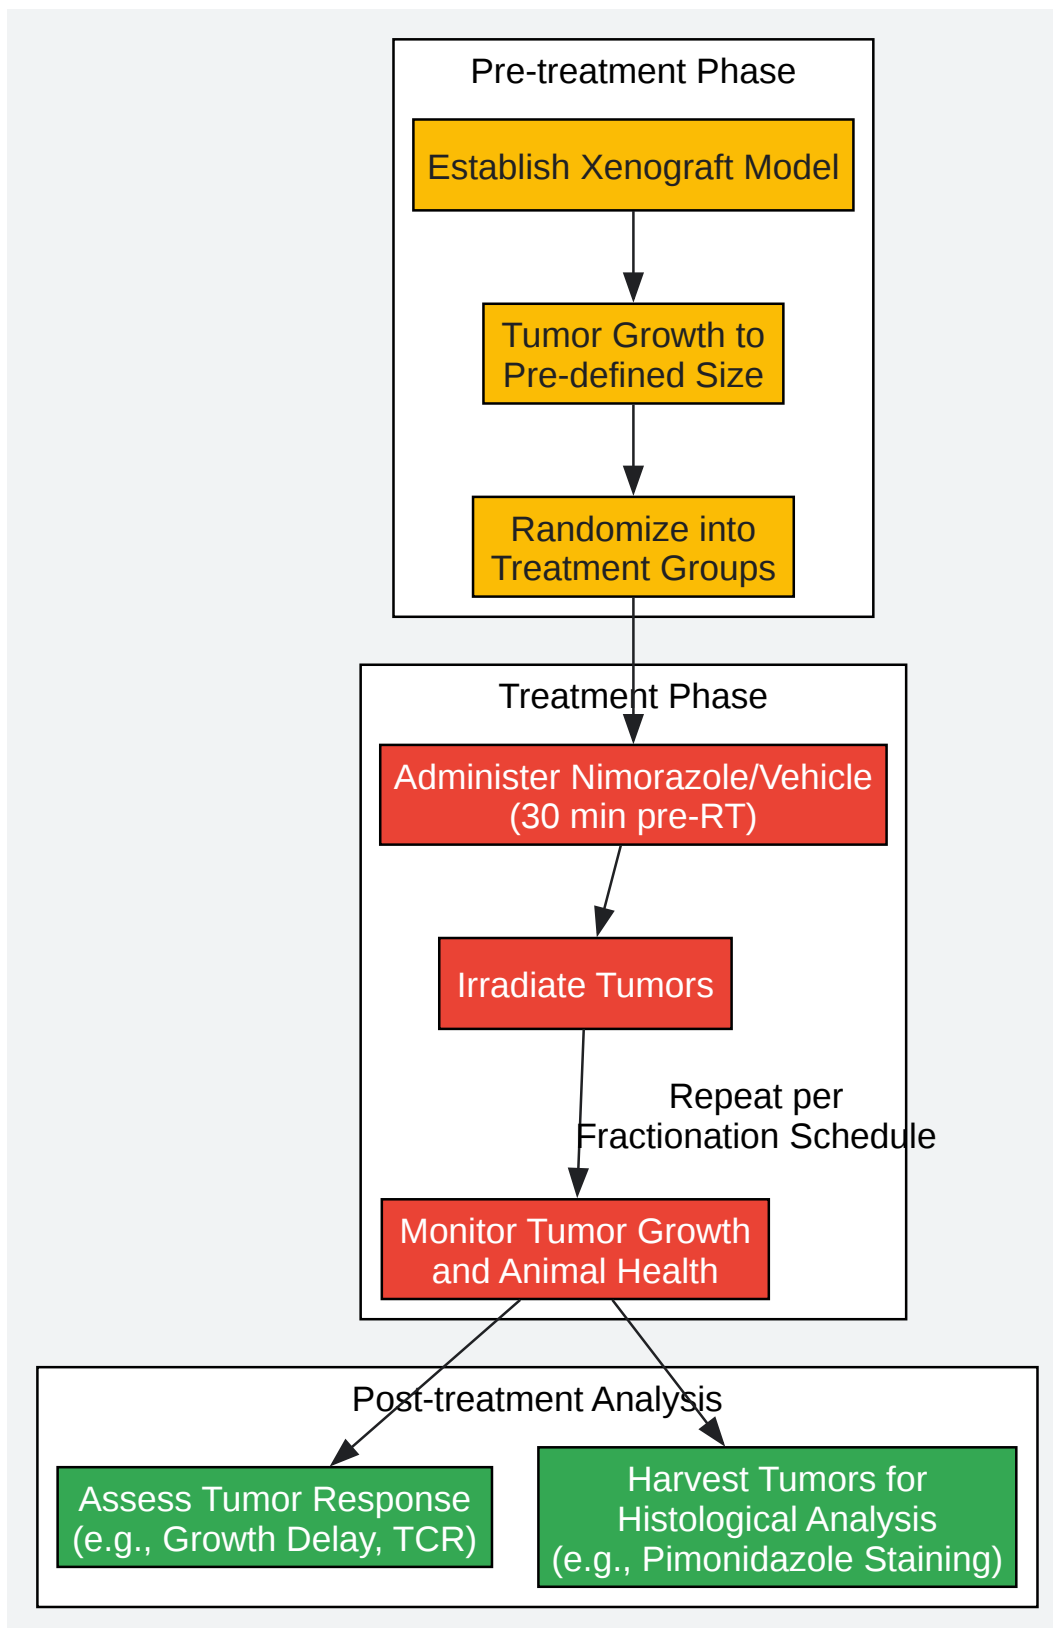 Pre-treatment Phase
Establish Xenograft Model
Tumor Growth to
Pre-defined Size
Randomize into
Treatment Groups
Treatment Phase
Administer Nimorazole/Vehicle
(30 min pre-RT)
Irradiate Tumors
Repeat per
Fractionation Schedule
Monitor Tumor Growth
and Animal Health
Post-treatment Analysis
Assess Tumor Response
(e.g., Growth Delay, TCR)
Harvest Tumors for
Histological Analysis
(e.g., Pimonidazole Staining)